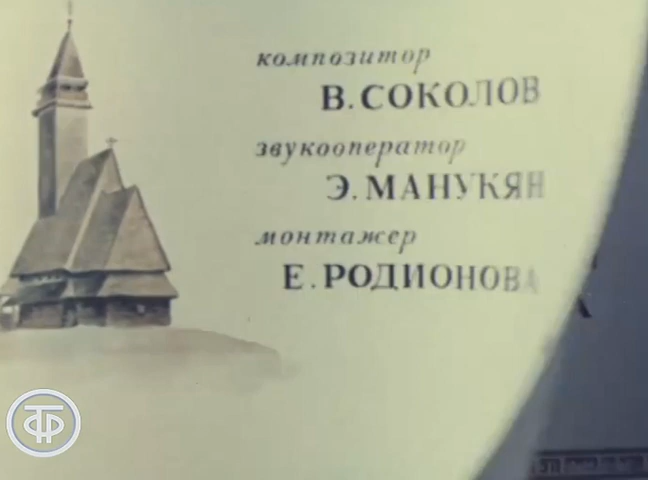 композитор
В. СОКОЛОВ
звукооператор
Э. МАНУКЯН
монтажер
Е. РОДИОНОВА